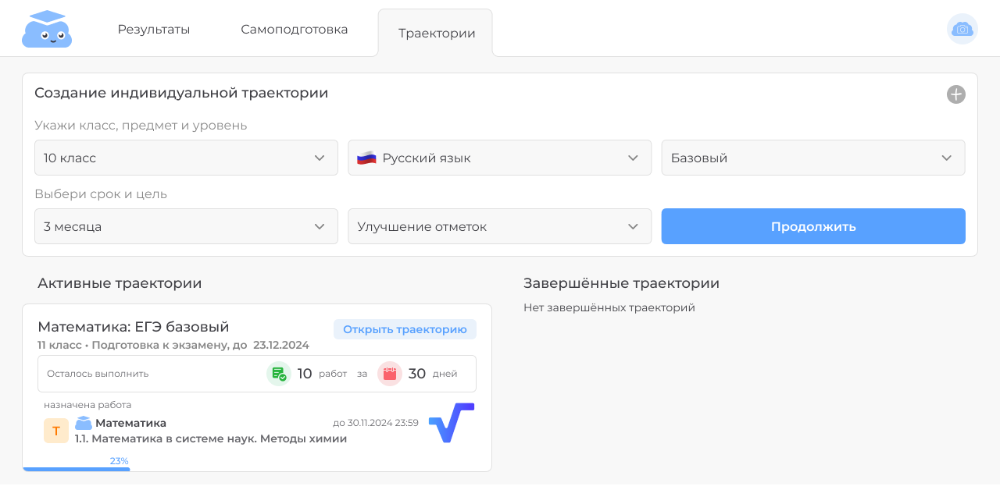 Результаты
Самоподготовка
Траектории
Создание индивидуальной траектории
Укажи класс, предмет и уровень
10 класс
Русский язык
Базовый
Выбери срок и цель
3 месяца
Улучшение отметок
Продолжить
Активные траектории
Математика: ЕГЭ базовый
Открыть траекторию
11 класс • Подготовка к экзамену, до 23.12.2024
Осталось выполнить
10 работ за 30 дней
назначена работа
Т
Математика
до 30.11.2024 23:59
1.1. Математика в системе наук. Методы химии
23%
Завершённые траектории
Нет завершённых траекторий